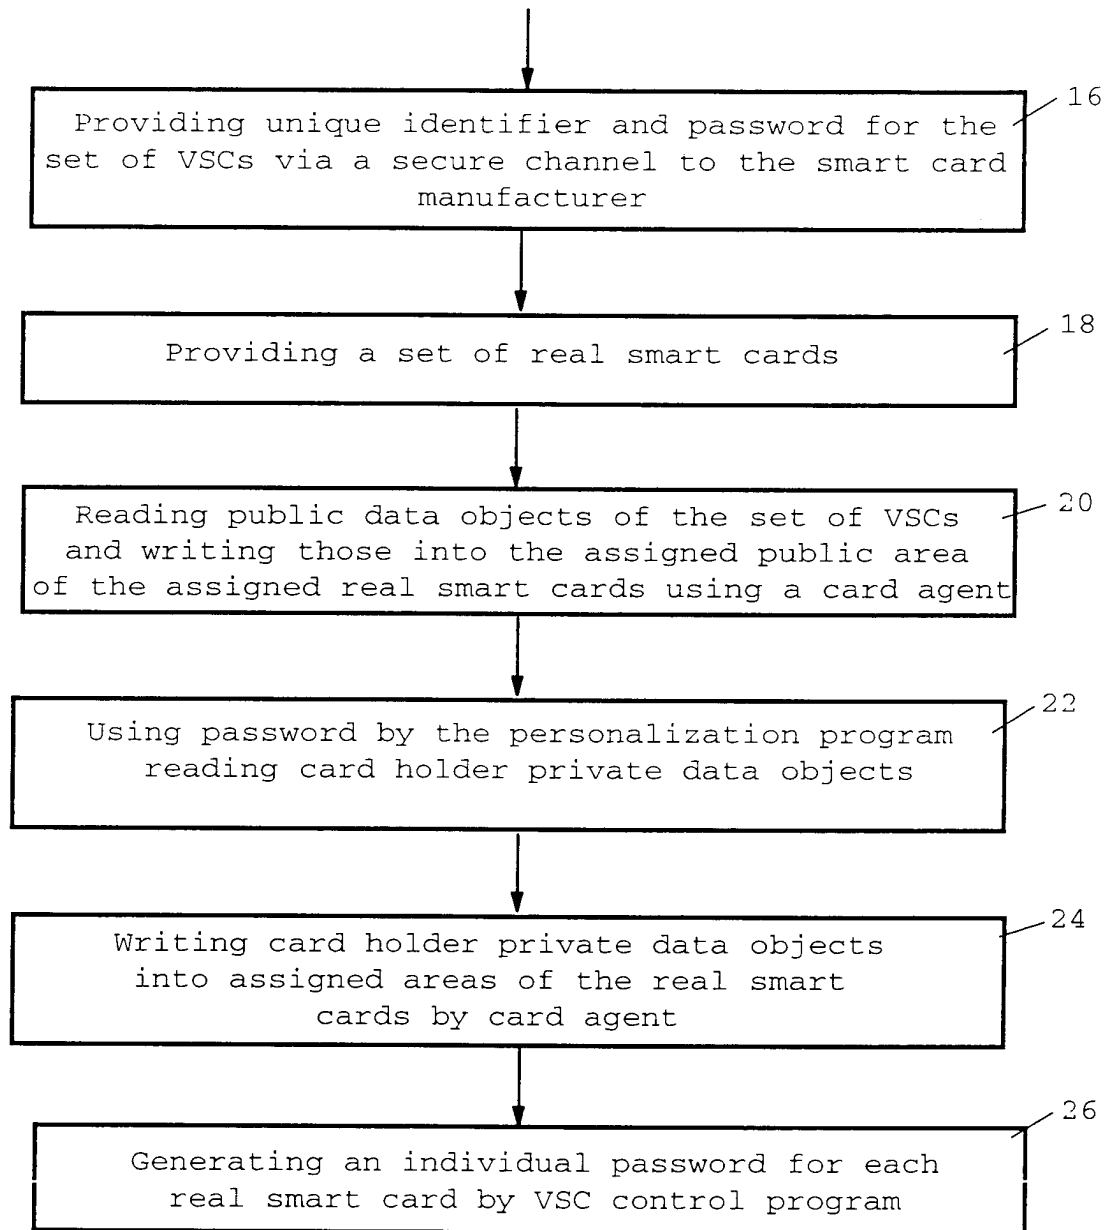 16
Providing unique identifier and password for the
set of VSCs via a secure channel to the smart card
manufacturer
18
Providing a set of real smart cards
20
Reading public data objects of the set of VSCs
and writing those into the assigned public area
of the assigned real smart cards using a card agent
22
Using password by the personalization program
reading card holder private data objects
24
Writing card holder private data objects
into assigned areas of the real smart
cards by card agent
26
Generating an individual password for each
real smart card by VSC control program